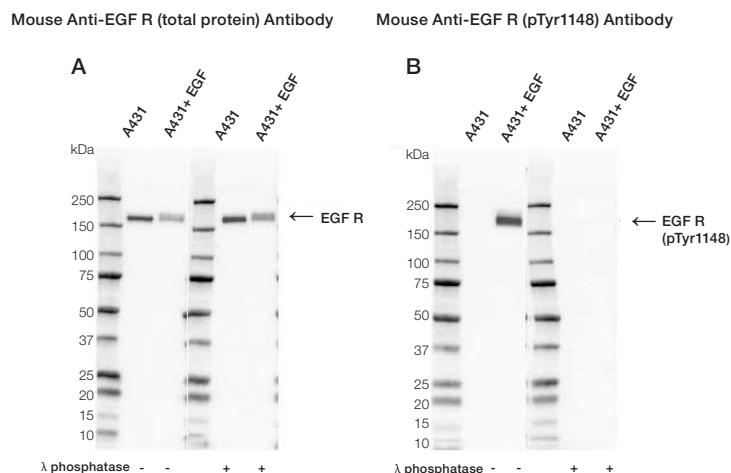 Mouse Anti-EGF R (total protein) Antibody
Mouse Anti-EGF R (pTyr1148) Antibody
A
A431
A431+ EGF
A431
A431+ EGF
kDa
250
150
100
75
50
37
25
20
15
10
← EGF R
λ phosphatase - - + +
B
A431
A431+ EGF
A431
A431+ EGF
kDa
250
150
100
75
50
37
25
20
15
10
← EGF R
(pTyr1148)
λ phosphatase - - + +